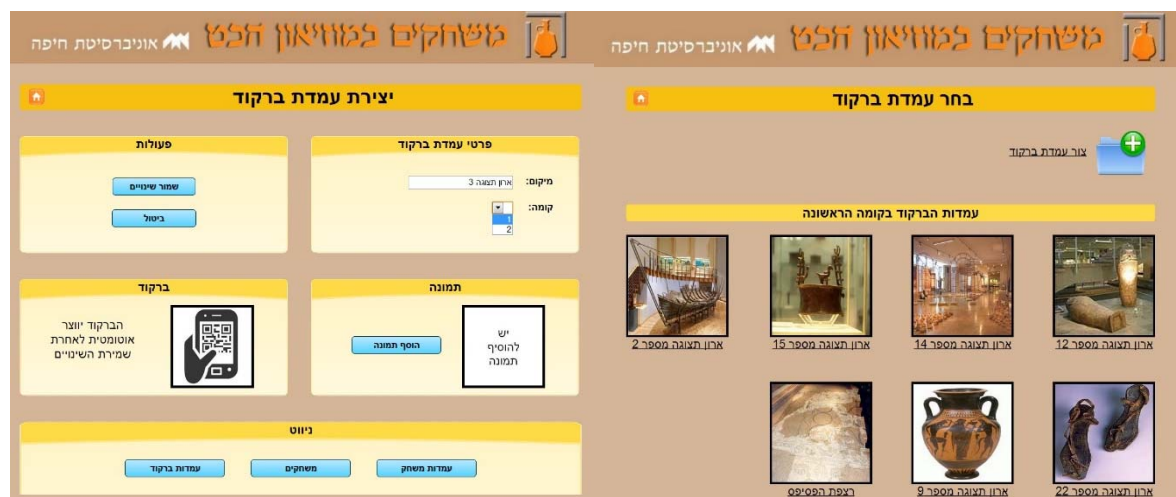 משחקים במוזיאון הכט
אוניברסיטת חיפה
בחר עמדת ברקוד
צור עמדת ברקוד
עמדות הברקוד בקומה הראשונה
ארון תצוגה מספר 12
ארון תצוגה מספר 14
ארון תצוגה מספר 15
ארון תצוגה מספר 2
ארון תצוגה מספר 22
ארון תצוגה מספר 9
רצפת הפסיפס
משחקים במוזיאון הכט
אוניברסיטת חיפה
יצירת עמדת ברקוד
פרטי עמדת ברקוד
מיקום: ארון תצוגה 3
קומה:
1
2
פעולות
שמור שינויים
ביטול
תמונה
יש
להוסיף
תמונה
הוסף תמונה
ברקוד
הברקוד יווצר
אוטומטית לאחרת
שמירת השינויים
ניווט
עמדות משחק
משחקים
עמדות ברקוד